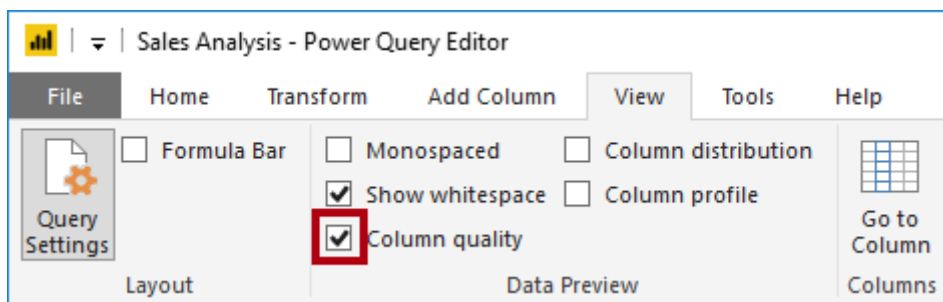 Sales Analysis - Power Query Editor
File Home Transform Add Column View Tools Help
Formula Bar Monospaced Column distribution
Show whitespace Column profile
Query Settings Column quality Go to Column
Layout Data Preview Columns